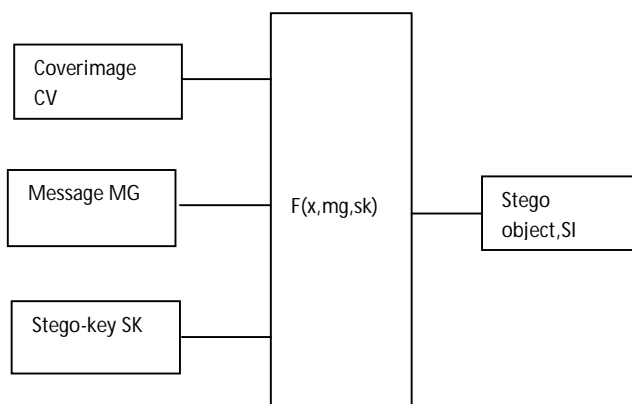 Coverimage
CV
Message MG
F(x,mg,sk)
Stego
object,SI
Stego-key SK